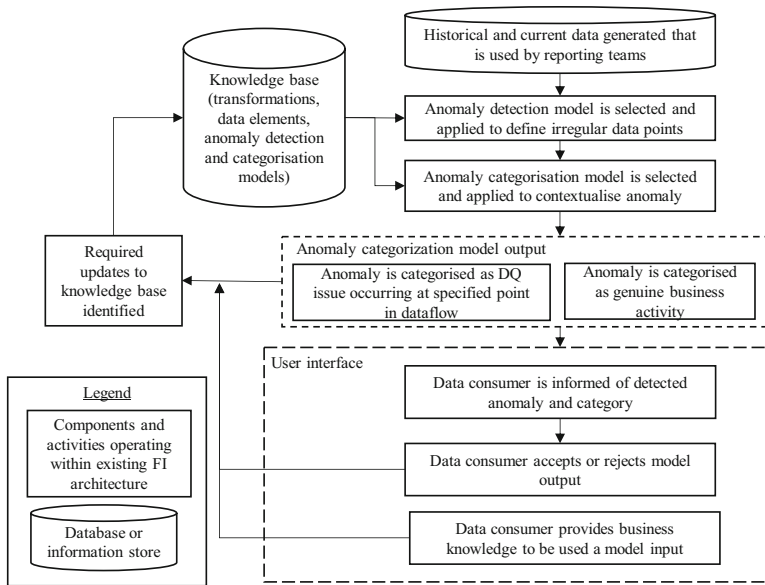 Historical and current data generated that
is used by reporting teams
Knowledge base
(transformations,
data elements,
anomaly detection
and categorisation
models)
Anomaly detection model is selected and
applied to define irregular data points
Anomaly categorisation model is selected
and applied to contextualise anomaly
Required
updates to
knowledge base
identified
Anomaly categorization model output
Anomaly is categorised as DQ
issue occurring at specified point
in dataflow
Anomaly is categorised
as genuine business
activity
User interface
Data consumer is informed of detected
anomaly and category
Data consumer accepts or rejects model
output
Data consumer provides business
knowledge to be used a model input
Legend
Components and
activities operating
within existing FI
architecture
Database or
information store